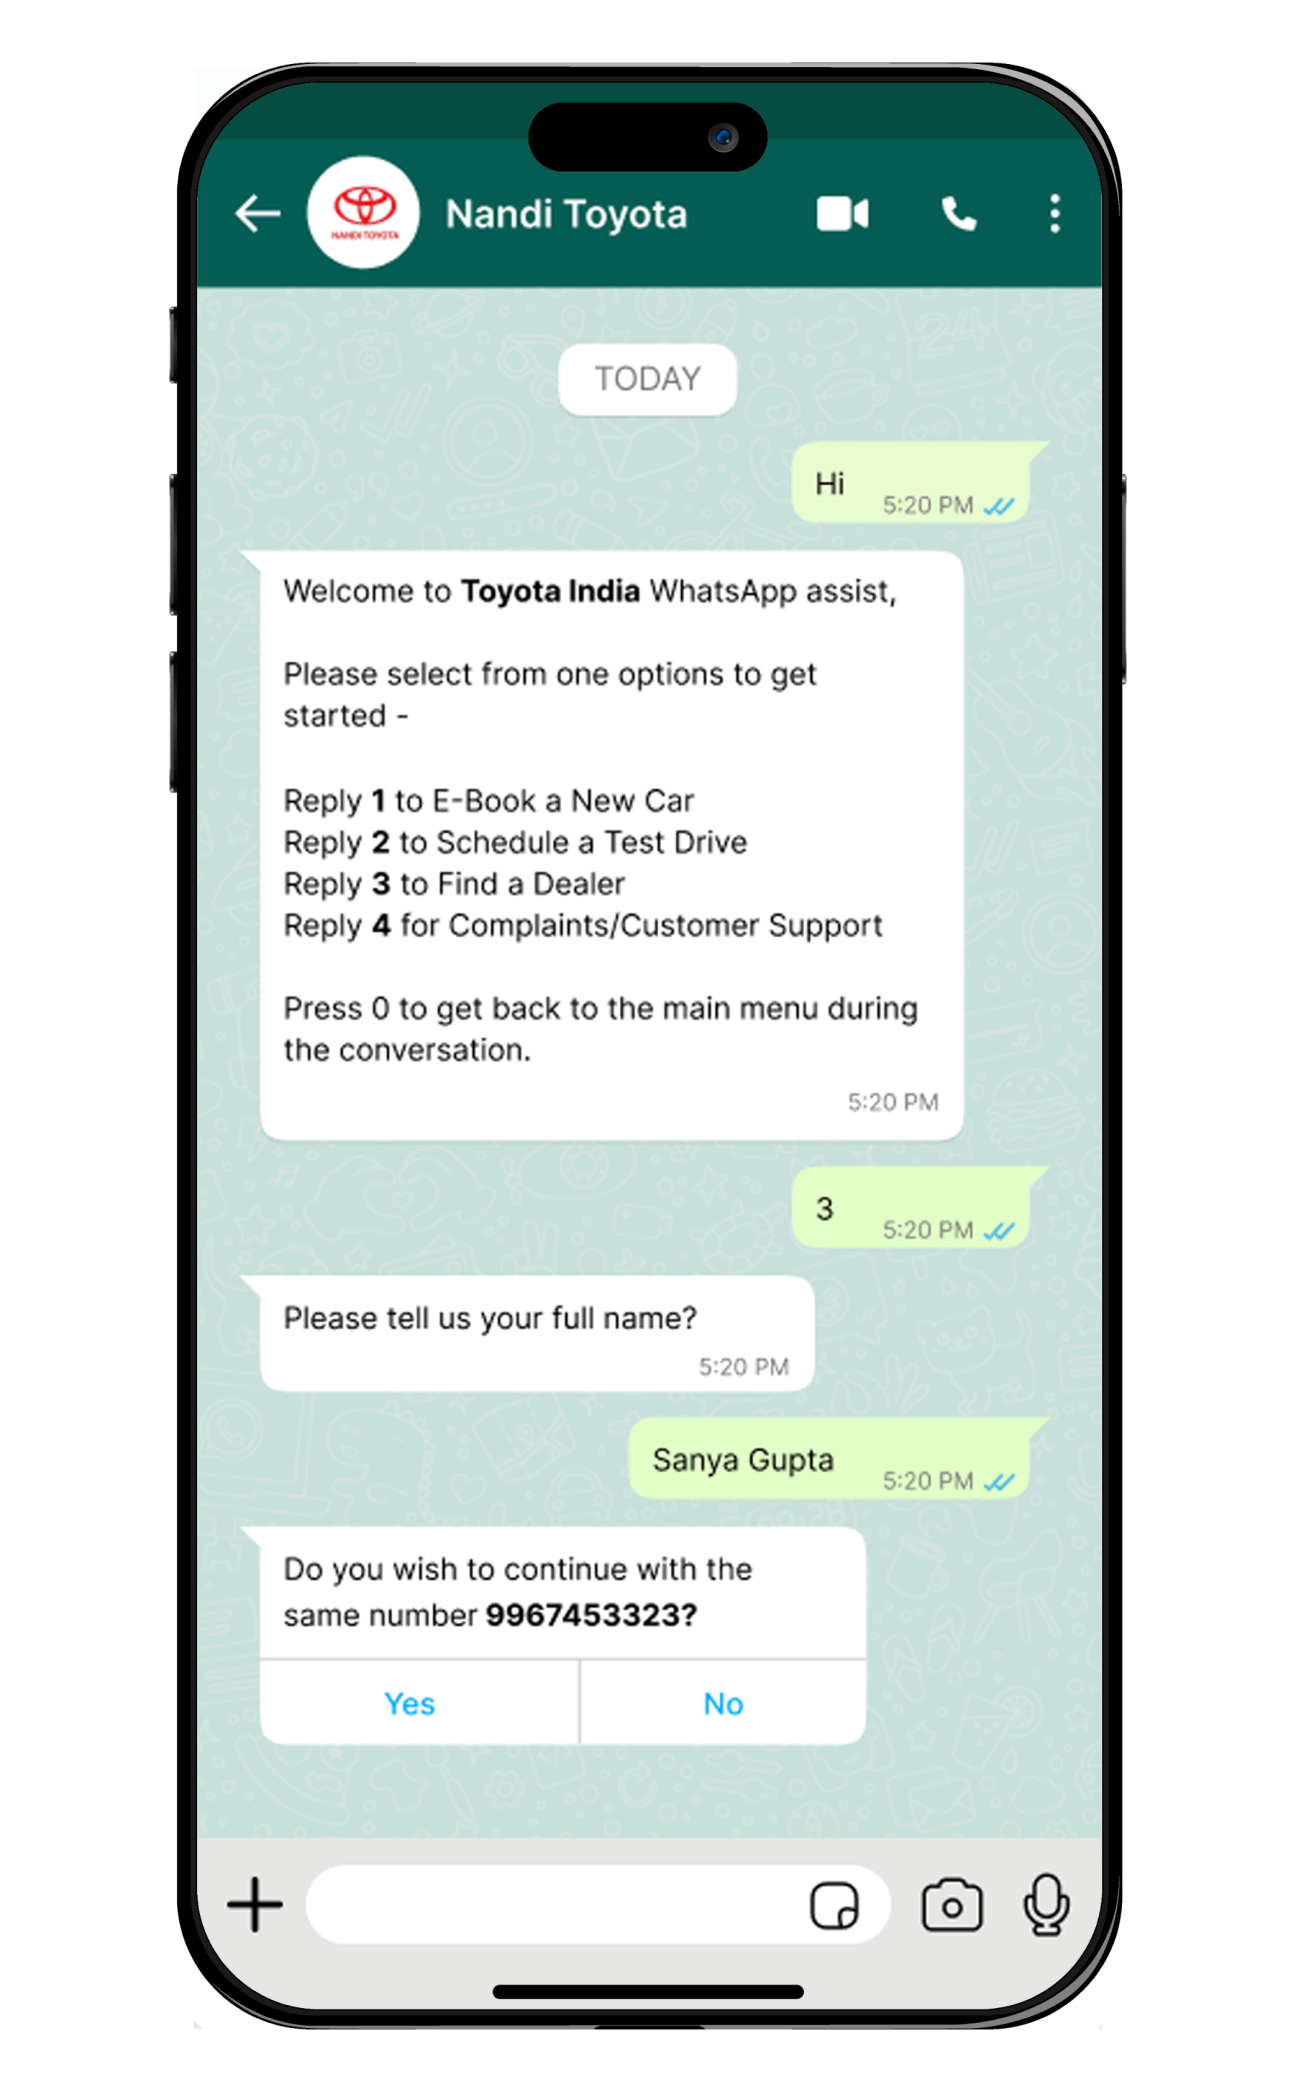 NANDI TOYOTA
Nandi Toyota
TODAY
Hi
5:20 PM
Welcome to Toyota India WhatsApp assist,
Please select from one options to get
started -
Reply 1 to E-Book a New Car
Reply 2 to Schedule a Test Drive
Reply 3 to Find a Dealer
Reply 4 for Complaints/Customer Support
Press 0 to get back to the main menu during
the conversation.
5:20 PM
3
5:20 PM
Please tell us your full name?
5:20 PM
Sanya Gupta
5:20 PM
Do you wish to continue with the
same number 9967453323?
Yes
No